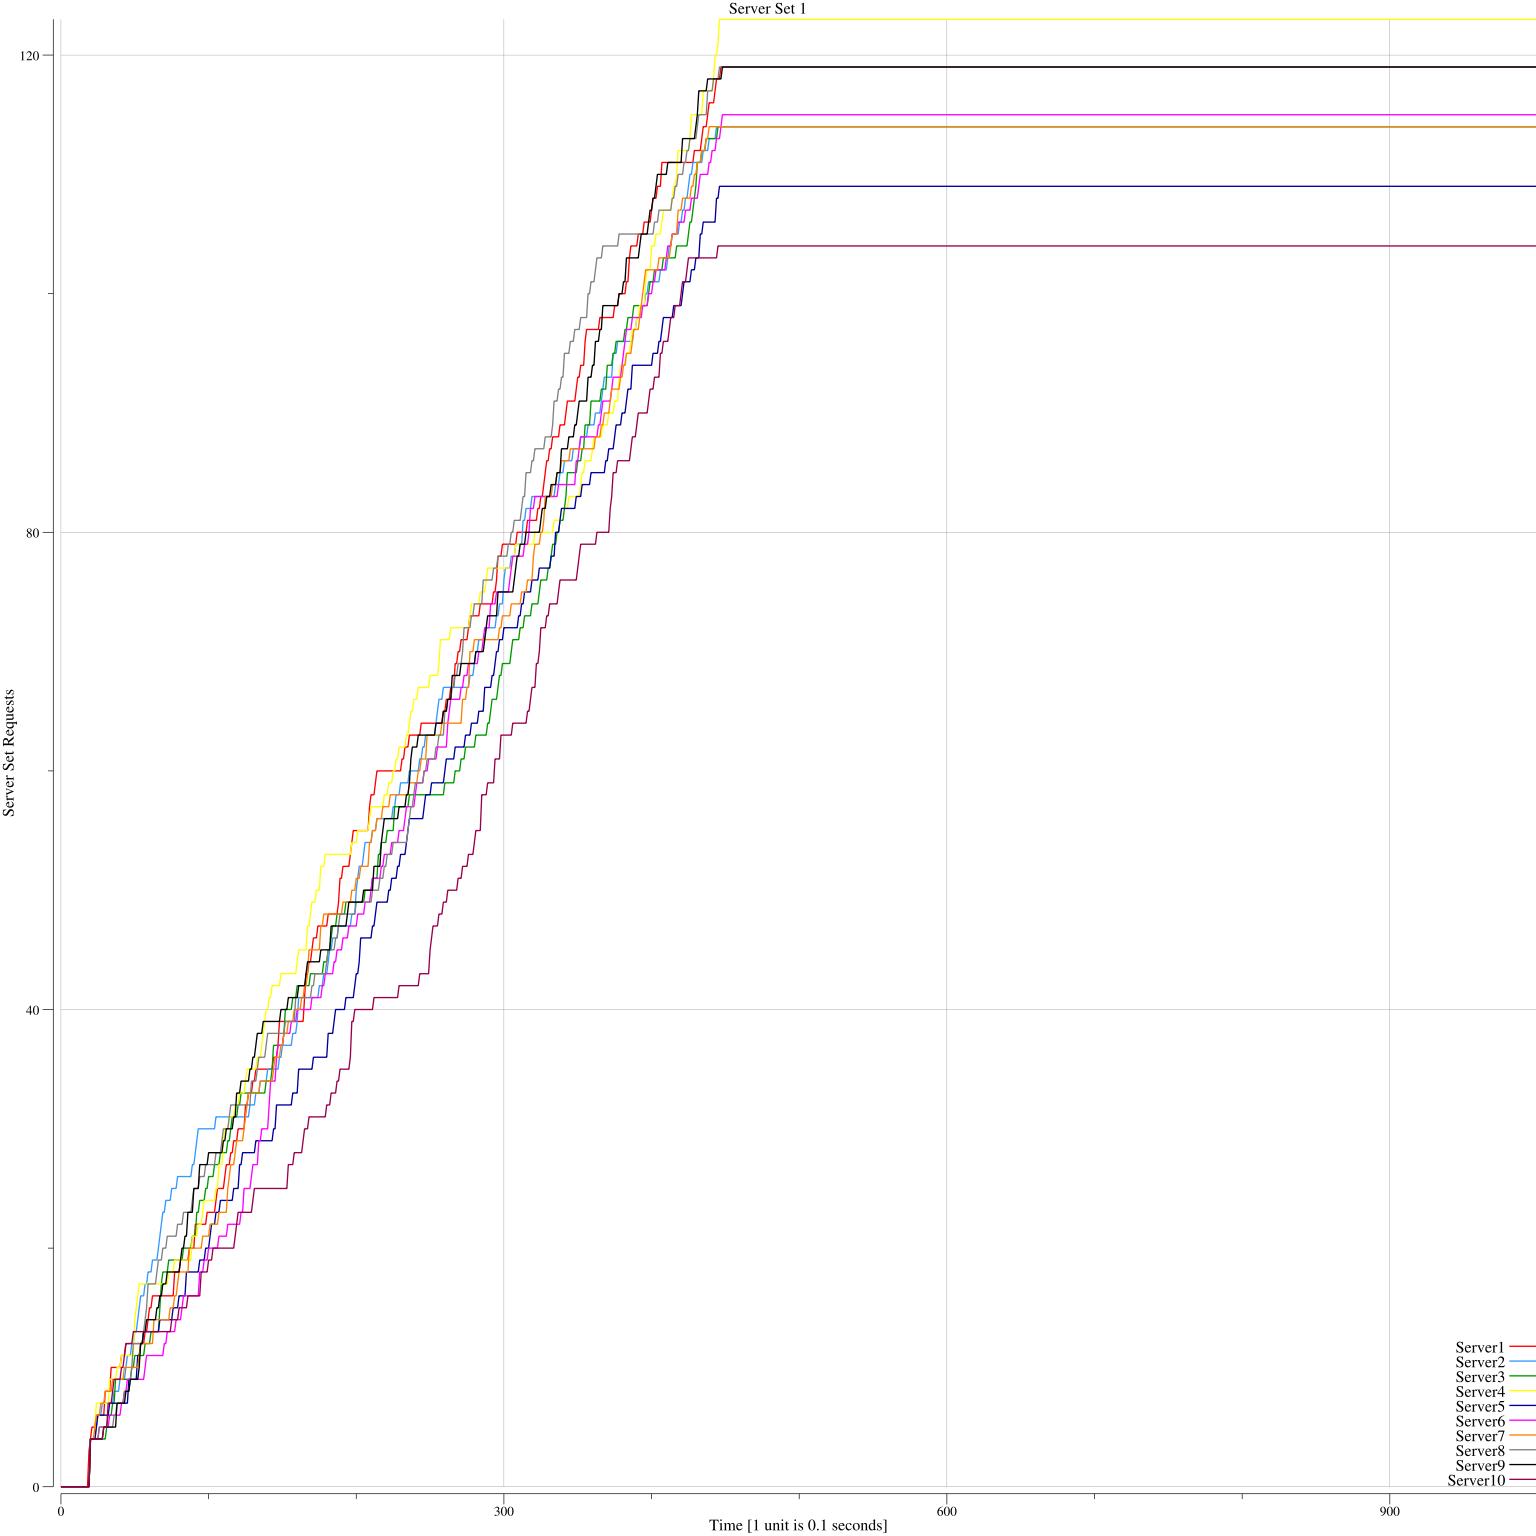 Server Set 1
120
80
40
0
Server Set Requests
0 300 600 900
Time [1 unit is 0.1 seconds]
Server1
Server2
Server3
Server4
Server5
Server6
Server7
Server8
Server9
Server10